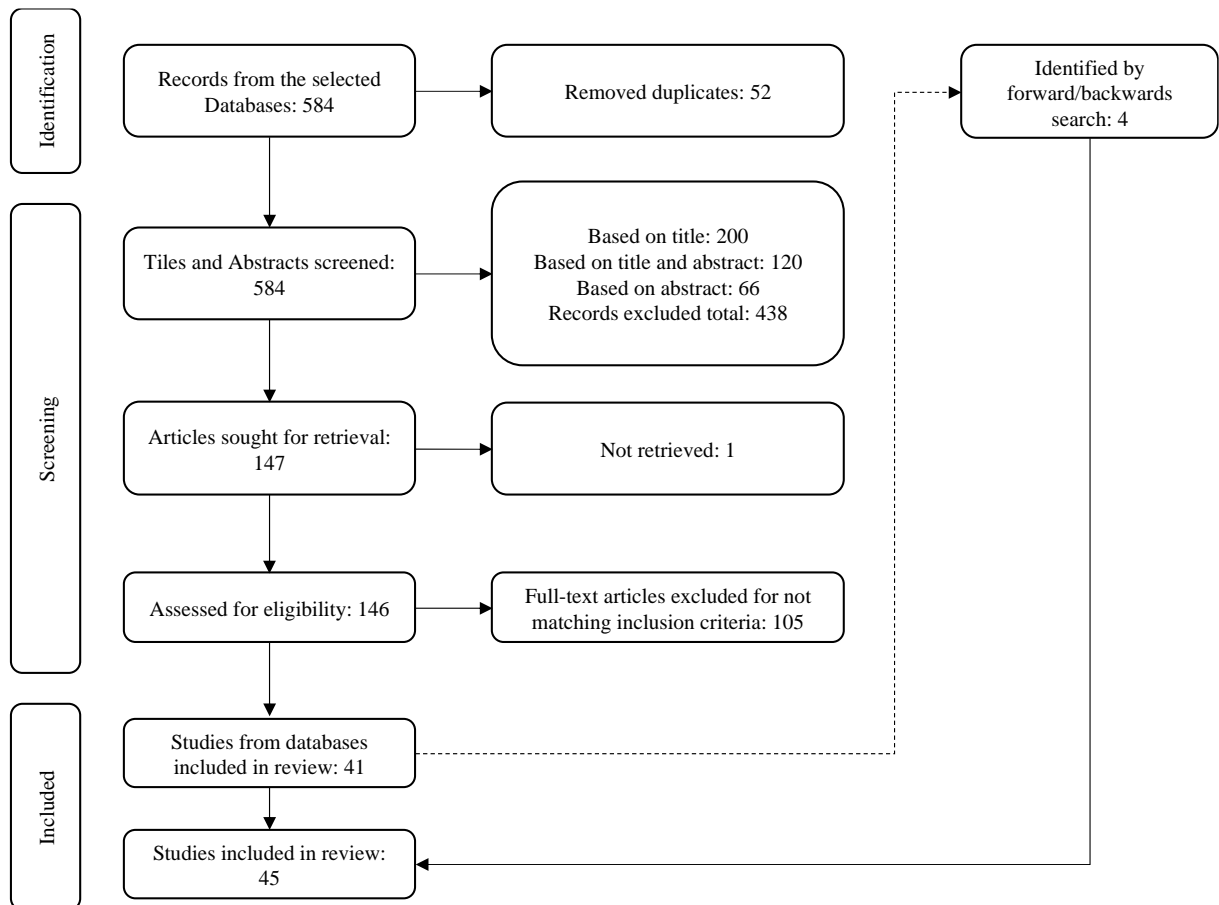 Identification
Records from the selected
Databases: 584
Removed duplicates: 52
Identified by
forward/backwards
search: 4
Screening
Tiles and Abstracts screened:
584
Based on title: 200
Based on title and abstract: 120
Based on abstract: 66
Records excluded total: 438
Articles sought for retrieval:
147
Not retrieved: 1
Assessed for eligibility: 146
Full-text articles excluded for not
matching inclusion criteria: 105
Included
Studies from databases
included in review: 41
Studies included in review:
45